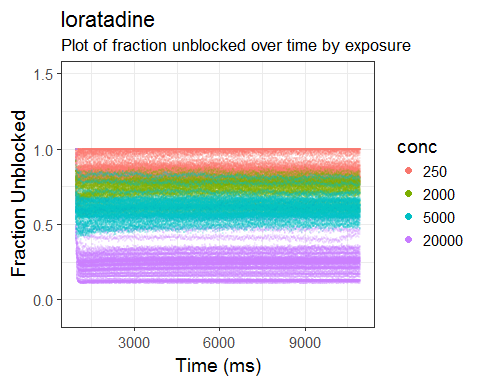 loratadine
Plot of fraction unblocked over time by exposure
Fraction Unblocked
1.5
1.0
0.5
0.0
3000 6000 9000
Time (ms)
conc
250
2000
5000
20000